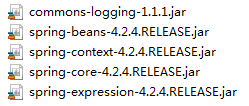 commons-logging-1.1.1.jar
spring-beans-4.2.4.RELEASE.jar
spring-context-4.2.4.RELEASE.jar
spring-core-4.2.4.RELEASE.jar
spring-expression-4.2.4.RELEASE.jar